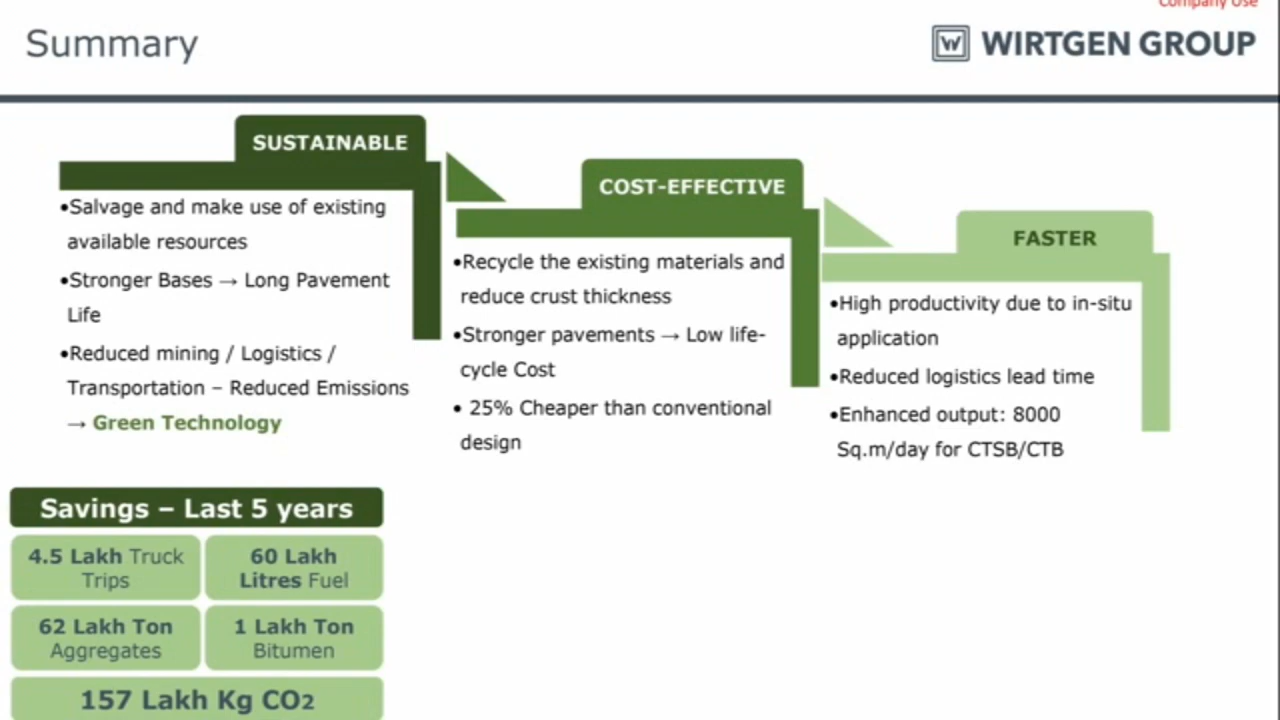 Company Use
Summary
WIRTGEN GROUP
SUSTAINABLE
•Salvage and make use of existing
available resources
•Stronger Bases → Long Pavement
Life
•Reduced mining / Logistics /
Transportation – Reduced Emissions
→ Green Technology
COST-EFFECTIVE
•Recycle the existing materials and
reduce crust thickness
•Stronger pavements → Low life-
cycle Cost
• 25% Cheaper than conventional
design
FASTER
•High productivity due to in-situ
application
•Reduced logistics lead time
•Enhanced output: 8000
Sq.m/day for CTSB/CTB
Savings – Last 5 years
4.5 Lakh Truck
Trips
60 Lakh
Litres Fuel
62 Lakh Ton
Aggregates
1 Lakh Ton
Bitumen
157 Lakh Kg CO2